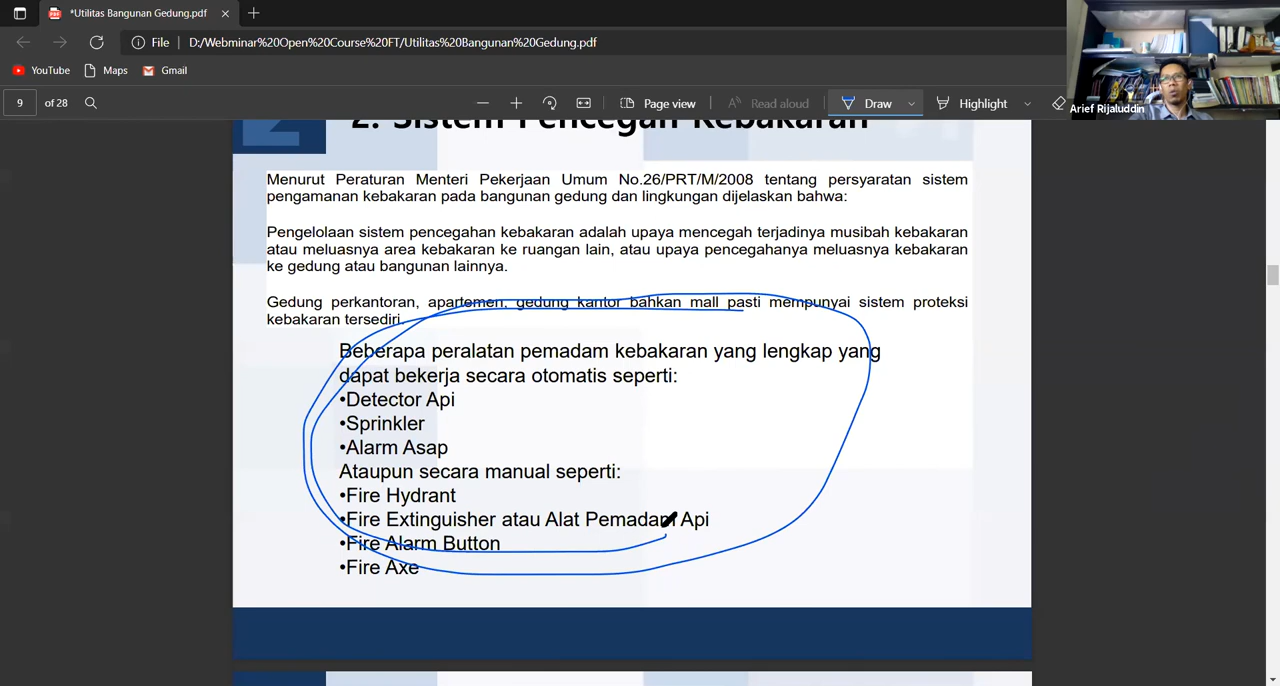 *Utilitas Bangunan Gedung.pdf
File D:/Webminar%20Open%20Course%20FT/Utilitas%20Bangunan%20Gedung.pdf
YouTube Maps Gmail
9 of 28 Page view Read aloud Draw Highlight
Arief Rijaluddin
2. Sistem Pencegan Kebakaran
Menurut Peraturan Menteri Pekerjaan Umum No.26/PRT/M/2008 tentang persyaratan sistem
pengamanan kebakaran pada bangunan gedung dan lingkungan dijelaskan bahwa:
Pengelolaan sistem pencegahan kebakaran adalah upaya mencegah terjadinya musibah kebakaran
atau meluasnya area kebakaran ke ruangan lain, atau upaya pencegahanya meluasnya kebakaran
ke gedung atau bangunan lainnya.
Gedung perkantoran, apartemen, gedung kantor bahkan mall pasti mempunyai sistem proteksi
kebakaran tersediri.
Beberapa peralatan pemadam kebakaran yang lengkap yang
dapat bekerja secara otomatis seperti:
•Detector Api
•Sprinkler
•Alarm Asap
Ataupun secara manual seperti:
•Fire Hydrant
•Fire Extinguisher atau Alat Pemadam Api
•Fire Alarm Button
•Fire Axe